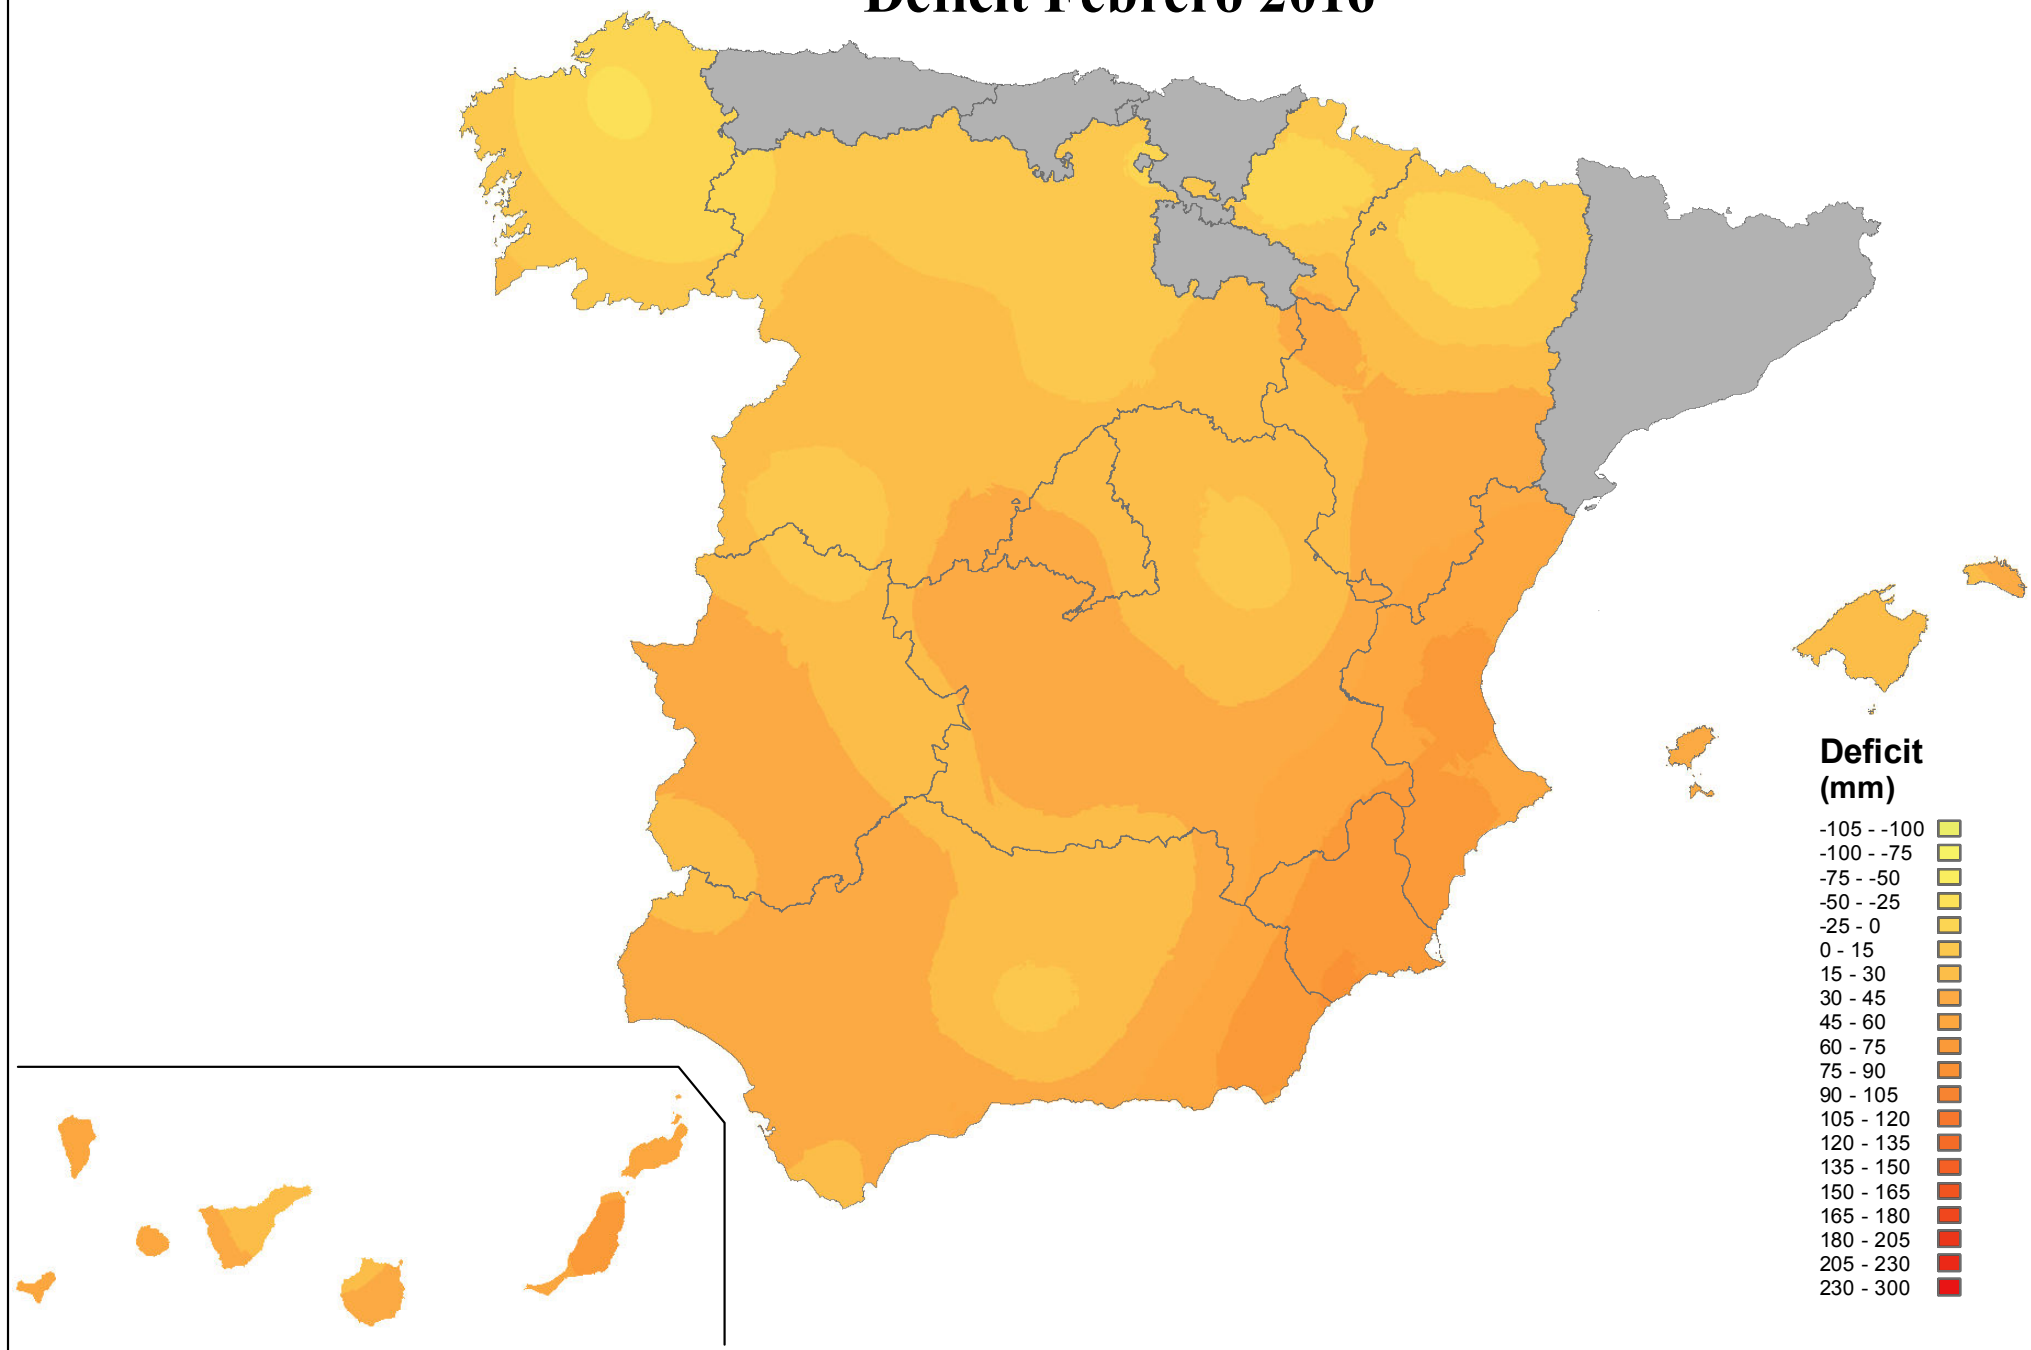 Deficit Febrero 2016
Deficit
(mm)
-105 - -100
-100 - -75
-75 - -50
-50 - -25
-25 - 0
0 - 15
15 - 30
30 - 45
45 - 60
60 - 75
75 - 90
90 - 105
105 - 120
120 - 135
135 - 150
150 - 165
165 - 180
180 - 205
205 - 230
230 - 300